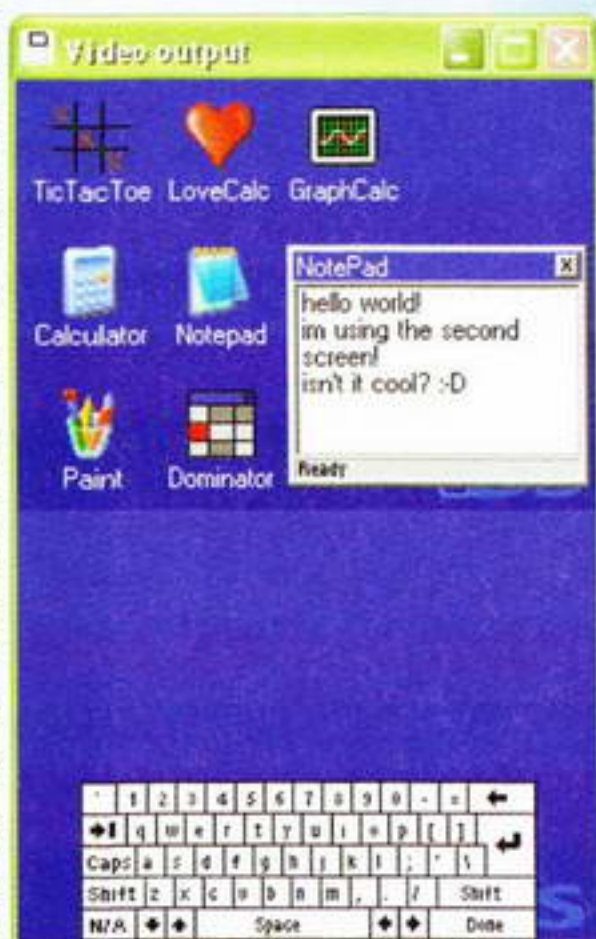 Video output
TicTacToe LoveCalc GraphCalc
Calculator Notepad
NotePad
hello world!
im using the second
screen!
isn't it cool? :-D
Ready
Paint Dominator
` 1 2 3 4 5 6 7 8 9 0 - =
q w e r t y u i o p [ ]
Caps a s d f g h j k l ; ' \
Shift z x c v b n m , . / Shift
N/A Space Done